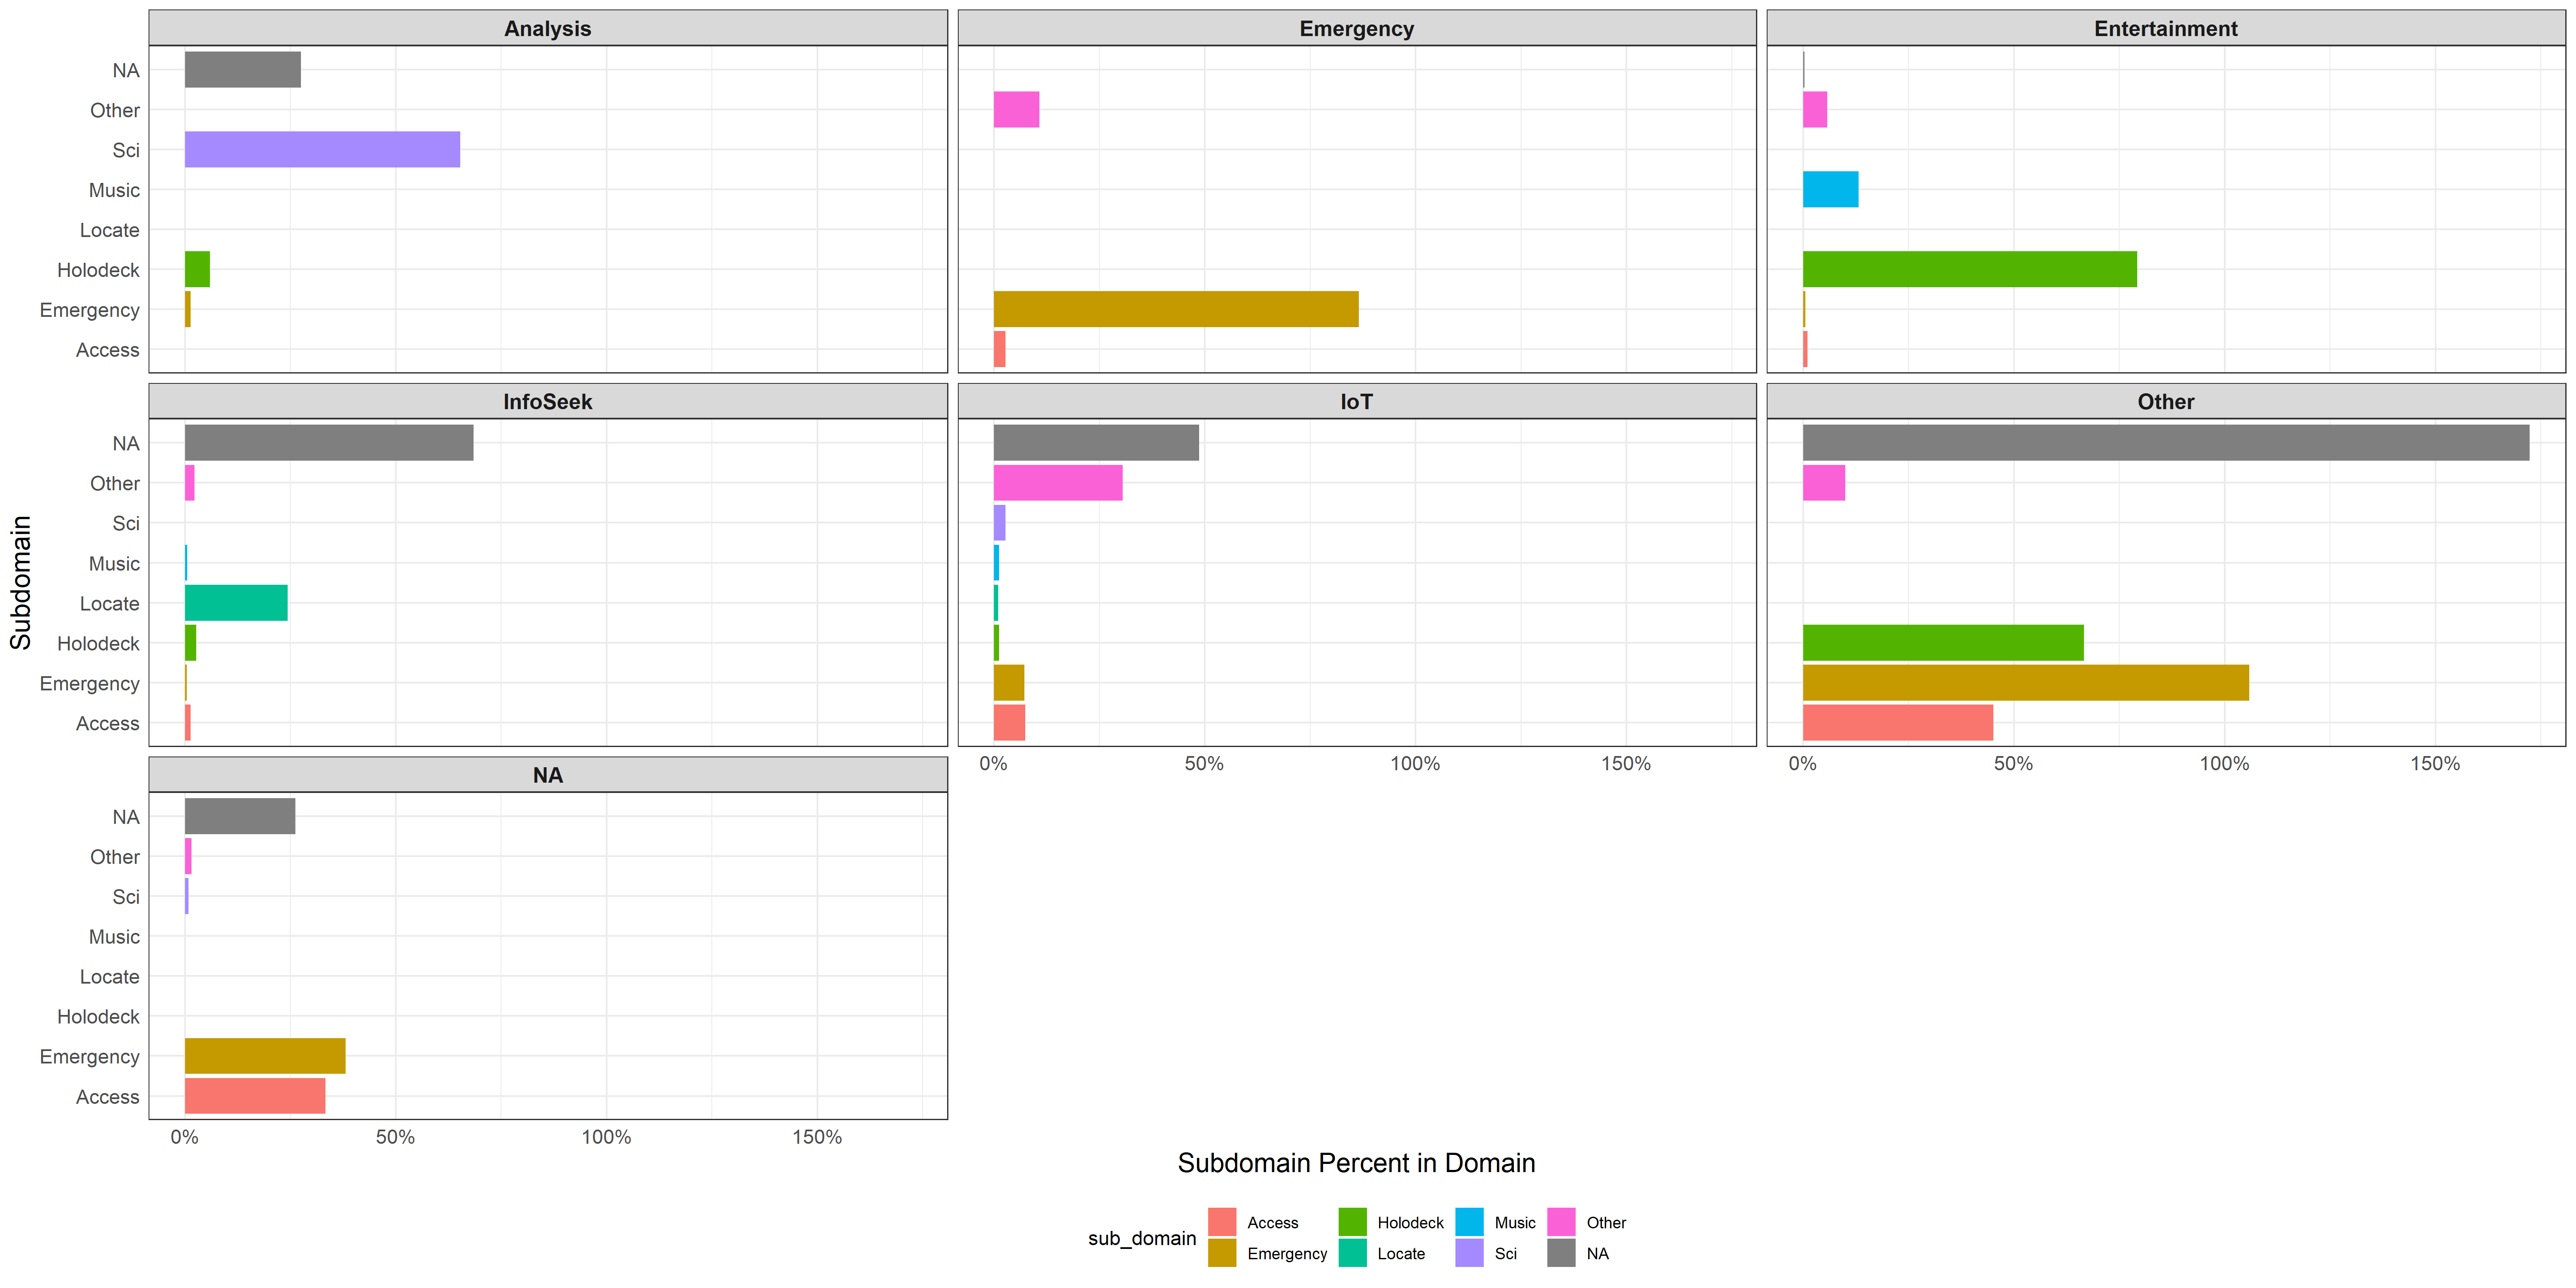 Analysis
Emergency
Entertainment
NA
Other
Sci
Music
Locate
Holodeck
Emergency
Access
InfoSeek
IoT
Other
NA
Other
Sci
Music
Locate
Holodeck
Emergency
Access
0% 50% 100% 150%
0% 50% 100% 150%
NA
NA
Other
Sci
Music
Locate
Holodeck
Emergency
Access
0% 50% 100% 150%
Subdomain
Subdomain Percent in Domain
sub_domain
Access Holodeck Music Other
Emergency Locate Sci NA